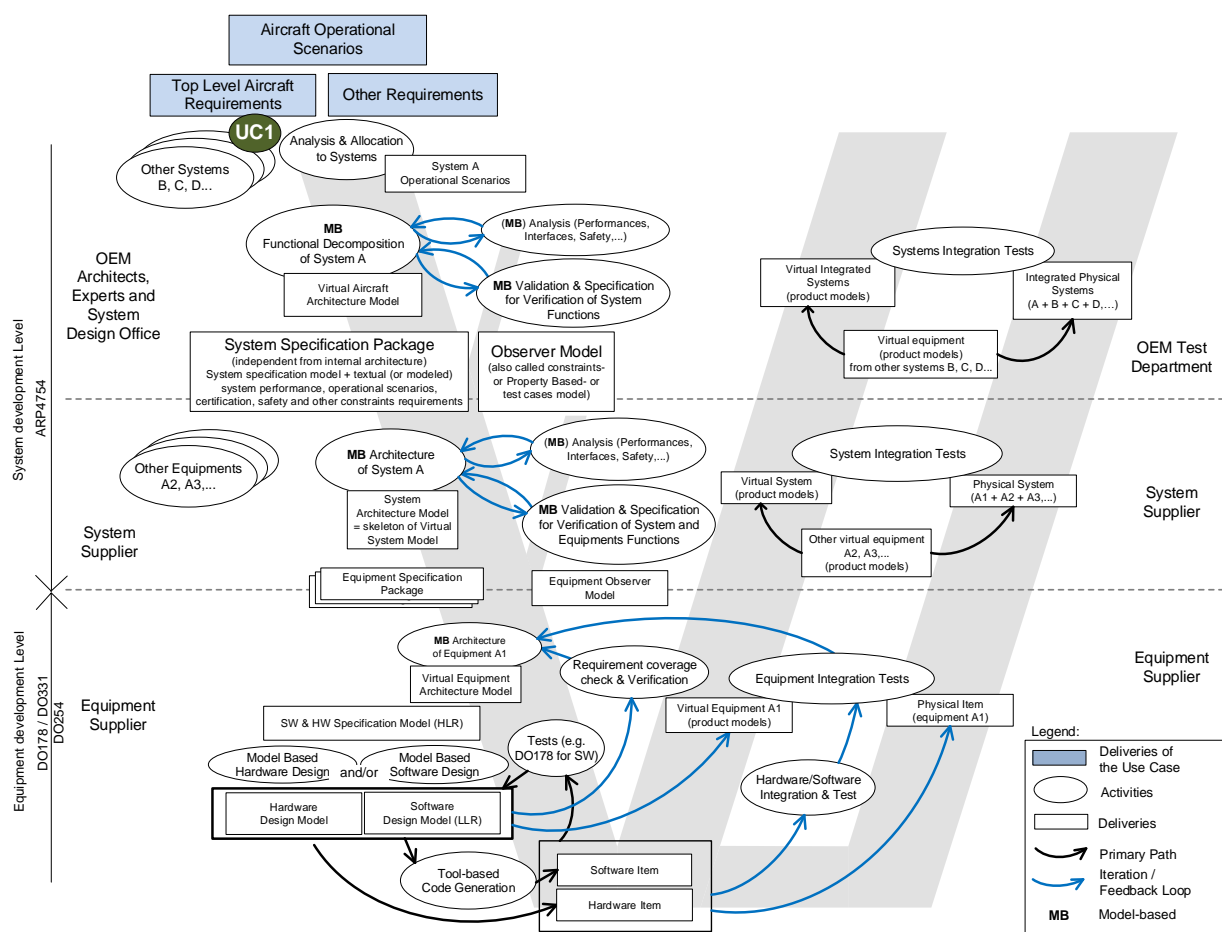 Aircraft Operational
Scenarios
Top Level Aircraft
Requirements
Other Requirements
UC1
Analysis & Allocation
to Systems
Other Systems
B, C, D...
System A
Operational Scenarios
MB
Functional Decomposition
of System A
(MB) Analysis (Performances,
Interfaces, Safety,...)
Virtual Aircraft
Architecture Model
MB Validation & Specification
for Verification of System
Functions
OEM
Architects,
Experts and
System
Design Office
Systems Integration Tests
Virtual Integrated
Systems
(product models)
Integrated Physical
Systems
(A + B + C + D,...)
Virtual equipment
(product models)
from other systems B, C, D...
OEM Test
Department
System Specification Package
(independent from internal architecture)
System specification model + textual (or modeled)
system performance, operational scenarios,
certification, safety and other constraints requirements
Observer Model
(also called constraints-
or Property Based- or
test cases model)
System development Level
ARP4754
Other Equipments
A2, A3,...
MB Architecture
of System A
(MB) Analysis (Performances,
Interfaces, Safety,...)
System
Architecture Model
= skeleton of Virtual
System Model
MB Validation & Specification
for Verification of System and
Equipments Functions
System
Supplier
System Integration Tests
Virtual System
(product models)
Physical System
(A1 + A2 + A3,...)
Other virtual equipment
A2, A3,...
(product models)
System
Supplier
Equipment Specification
Package
Equipment Observer
Model
Equipment development Level
DO178 / DO331
DO254
MB Architecture
of Equipment A1
Virtual Equipment
Architecture Model
Requirement coverage
check & Verification
Equipment Integration Tests
Virtual Equipment A1
(product models)
Physical Item
(equipment A1)
Equipment
Supplier
Equipment
Supplier
SW & HW Specification Model (HLR)
Model Based
Hardware Design
and/or
Model Based
Software Design
Tests (e.g.
DO178 for SW)
Hardware
Design Model
Software
Design Model (LLR)
Hardware/Software
Integration & Test
Tool-based
Code Generation
Software Item
Hardware Item
Legend:
Deliveries of
the Use Case
Activities
Deliveries
Primary Path
Iteration /
Feedback Loop
MB
Model-based